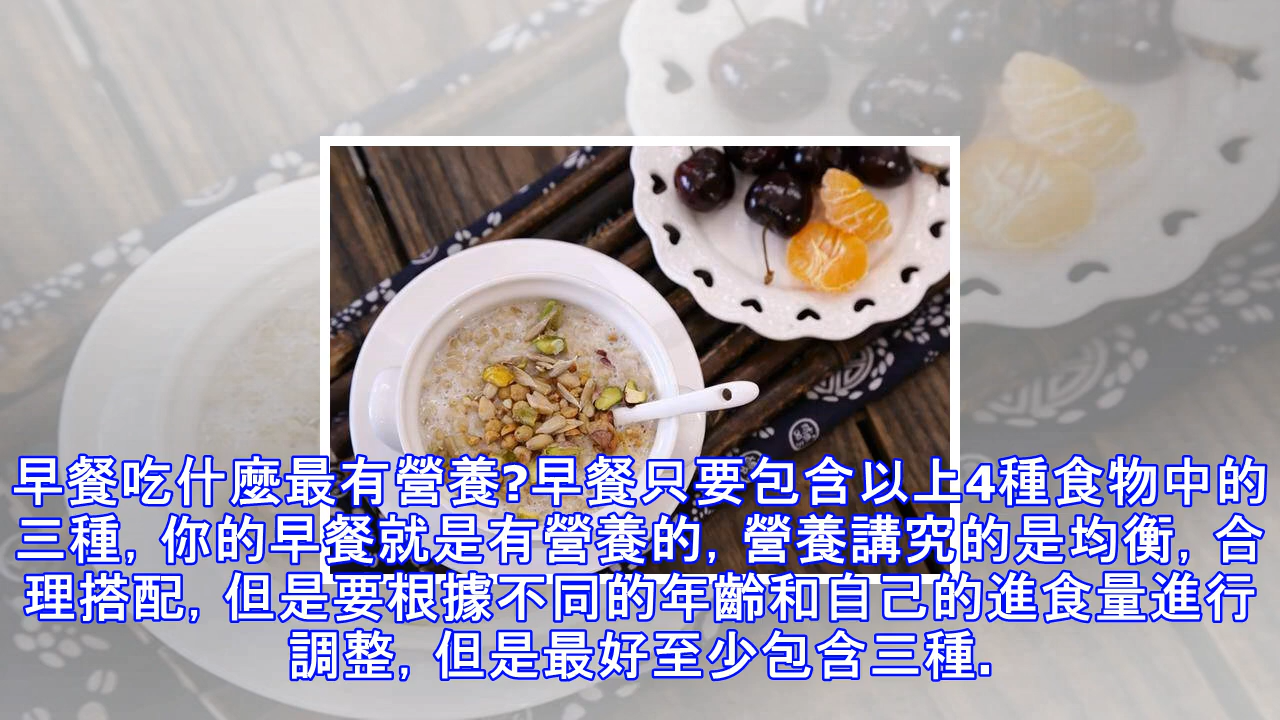 早餐吃什麼最有營養?早餐只要包含以上4種食物中的
三種, 你的早餐就是有營養的, 營養講究的是均衡, 合
理搭配, 但是要根據不同的年齡和自己的進食量進行
調整, 但是最好至少包含三種.